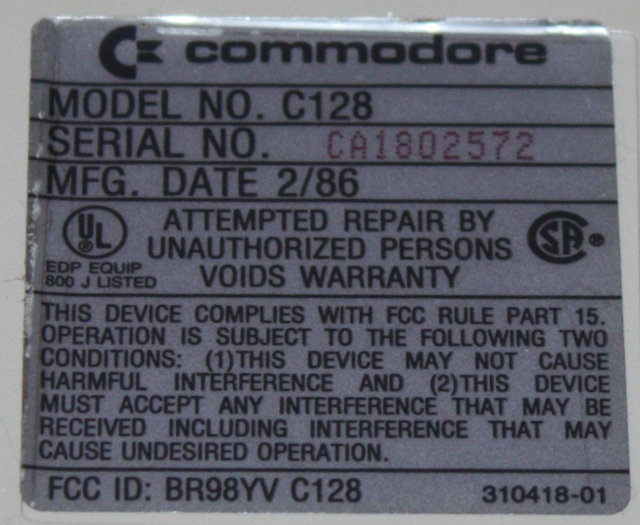 commodore
MODEL NO. C128
SERIAL NO. CA1802572
MFG. DATE 2/86
UL ®
EDP EQUIP
800 J LISTED
ATTEMPTED REPAIR BY
UNAUTHORIZED PERSONS
VOIDS WARRANTY
SA ®
THIS DEVICE COMPLIES WITH FCC RULE PART 15.
OPERATION IS SUBJECT TO THE FOLLOWING TWO
CONDITIONS: (1)THIS DEVICE MAY NOT CAUSE
HARMFUL INTERFERENCE AND (2)THIS DEVICE
MUST ACCEPT ANY INTERFERENCE THAT MAY BE
RECEIVED INCLUDING INTERFERENCE THAT MAY
CAUSE UNDESIRED OPERATION.
FCC ID: BR98YV C128 310418-01